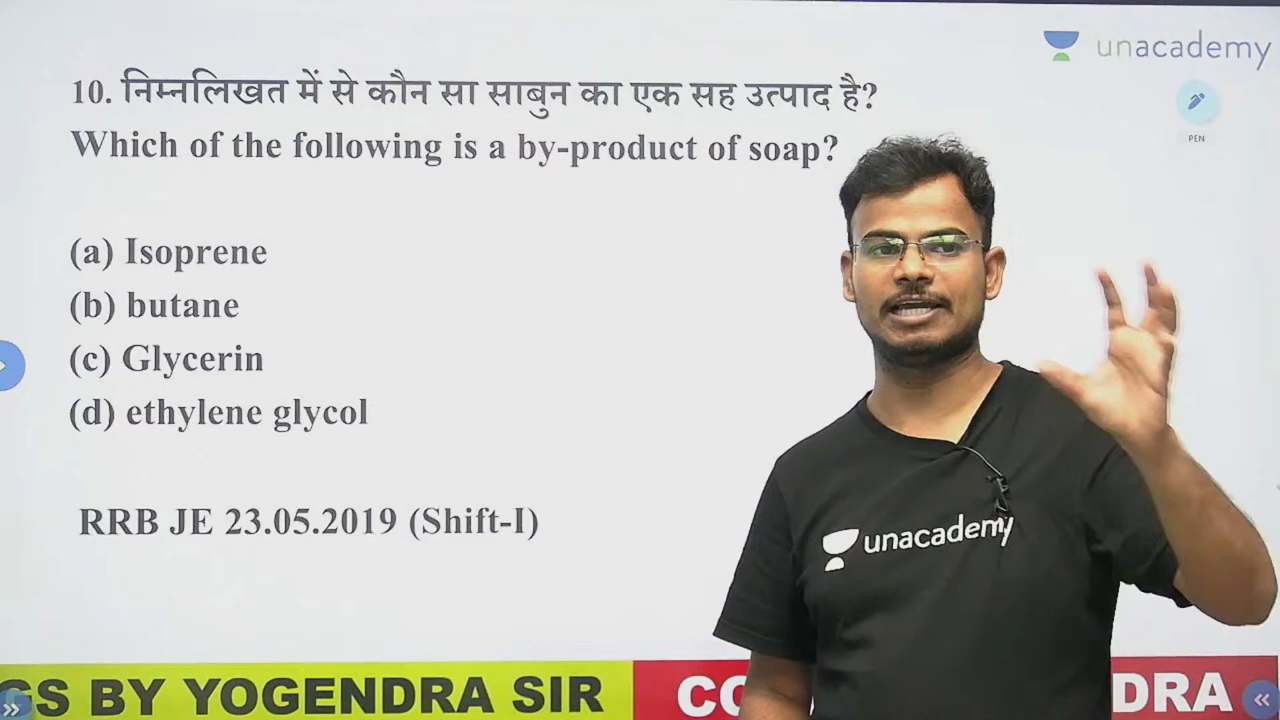 unacademy
10. निम्नलिखत में से कौन सा साबुन का एक सह उत्पाद है?
PEN
Which of the following is a by-product of soap?
(a) Isoprene
(b) butane
(c) Glycerin
(d) ethylene glycol
RRB JE 23.05.2019 (Shift-I)
unacademy
GS BY YOGENDRA SIR
DRA